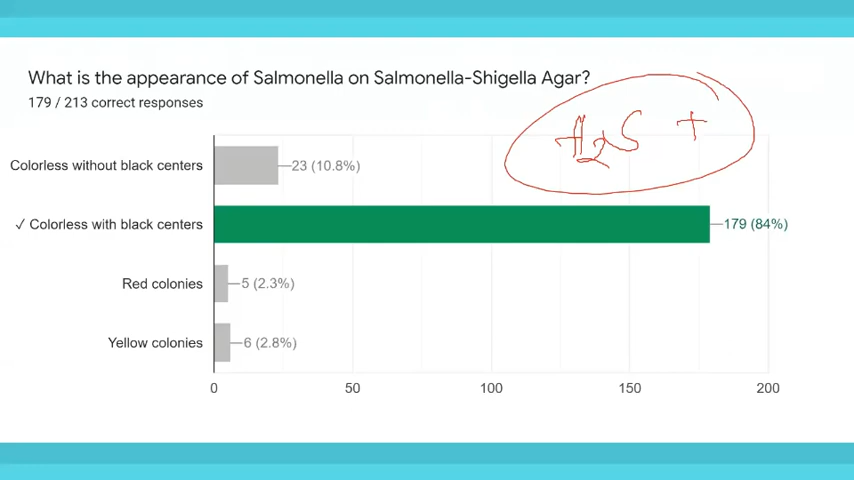 What is the appearance of Salmonella on Salmonella-Shigella Agar?
179 / 213 correct responses
H2S +
Colorless without black centers
23 (10.8%)
✓ Colorless with black centers
179 (84%)
Red colonies
5 (2.3%)
Yellow colonies
6 (2.8%)
0 50 100 150 200